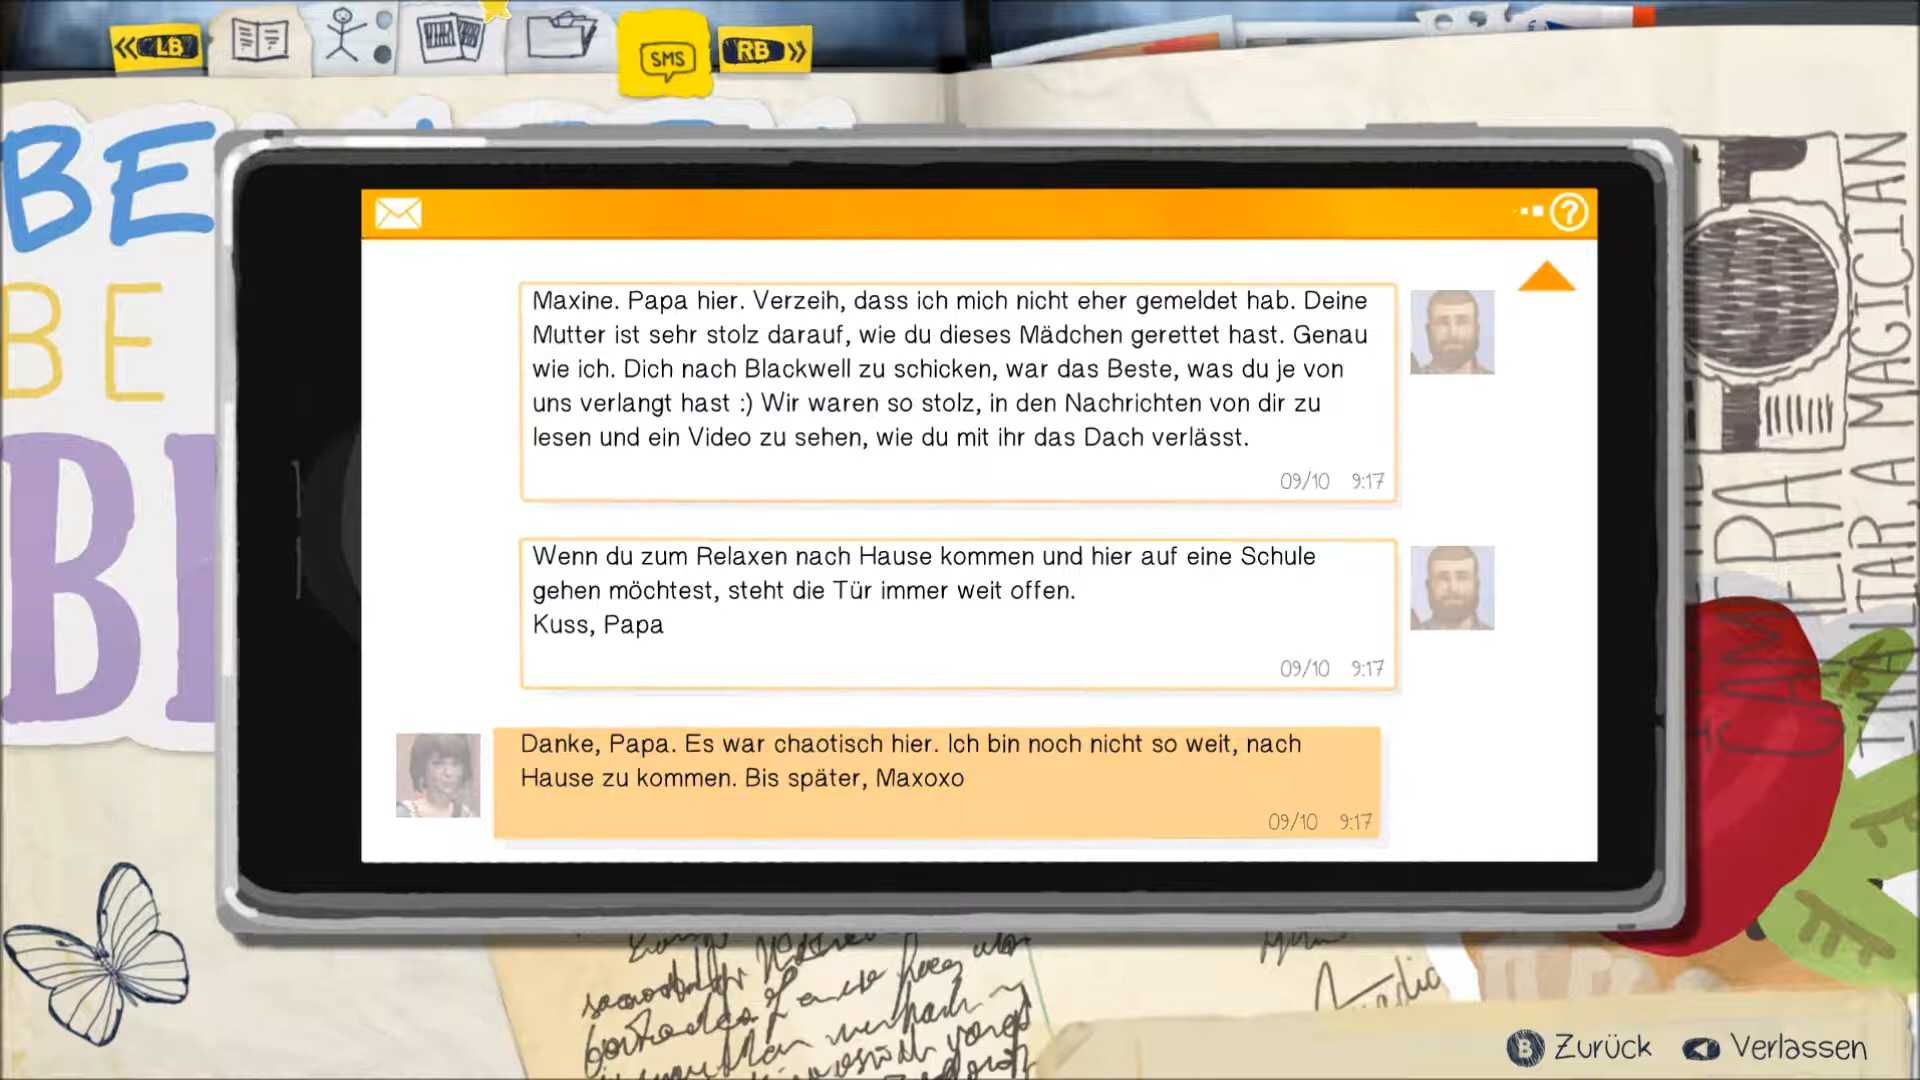 LB
SMS
RB
BE
BE
Maxine. Papa hier. Verzeih, dass ich mich nicht eher gemeldet hab. Deine
Mutter ist sehr stolz darauf, wie du dieses Mädchen gerettet hast. Genau
wie ich. Dich nach Blackwell zu schicken, war das Beste, was du je von
uns verlangt hast :) Wir waren so stolz, in den Nachrichten von dir zu
lesen und ein Video zu sehen, wie du mit ihr das Dach verlässt.
09/10 9:17
Wenn du zum Relaxen nach Hause kommen und hier auf eine Schule
gehen möchtest, steht die Tür immer weit offen.
Kuss, Papa
09/10 9:17
Danke, Papa. Es war chaotisch hier. Ich bin noch nicht so weit, nach
Hause zu kommen. Bis später, Maxoxo
09/10 9:17
CAMERA
ALTAR, A MAGICIAN
B Zurück
Verlassen